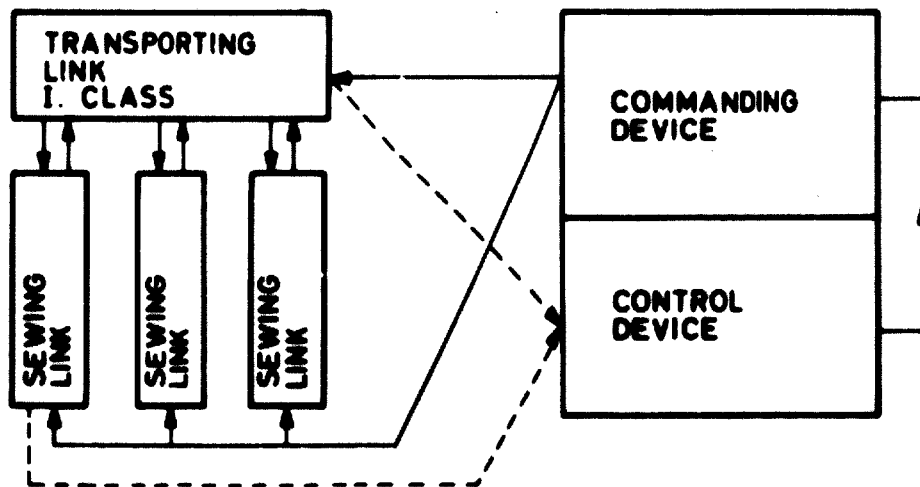 TRANSPORTING
LINK
I. CLASS
COMMANDING
DEVICE
SEWING
LINK
SEWING
LINK
SEWING
LINK
CONTROL
DEVICE